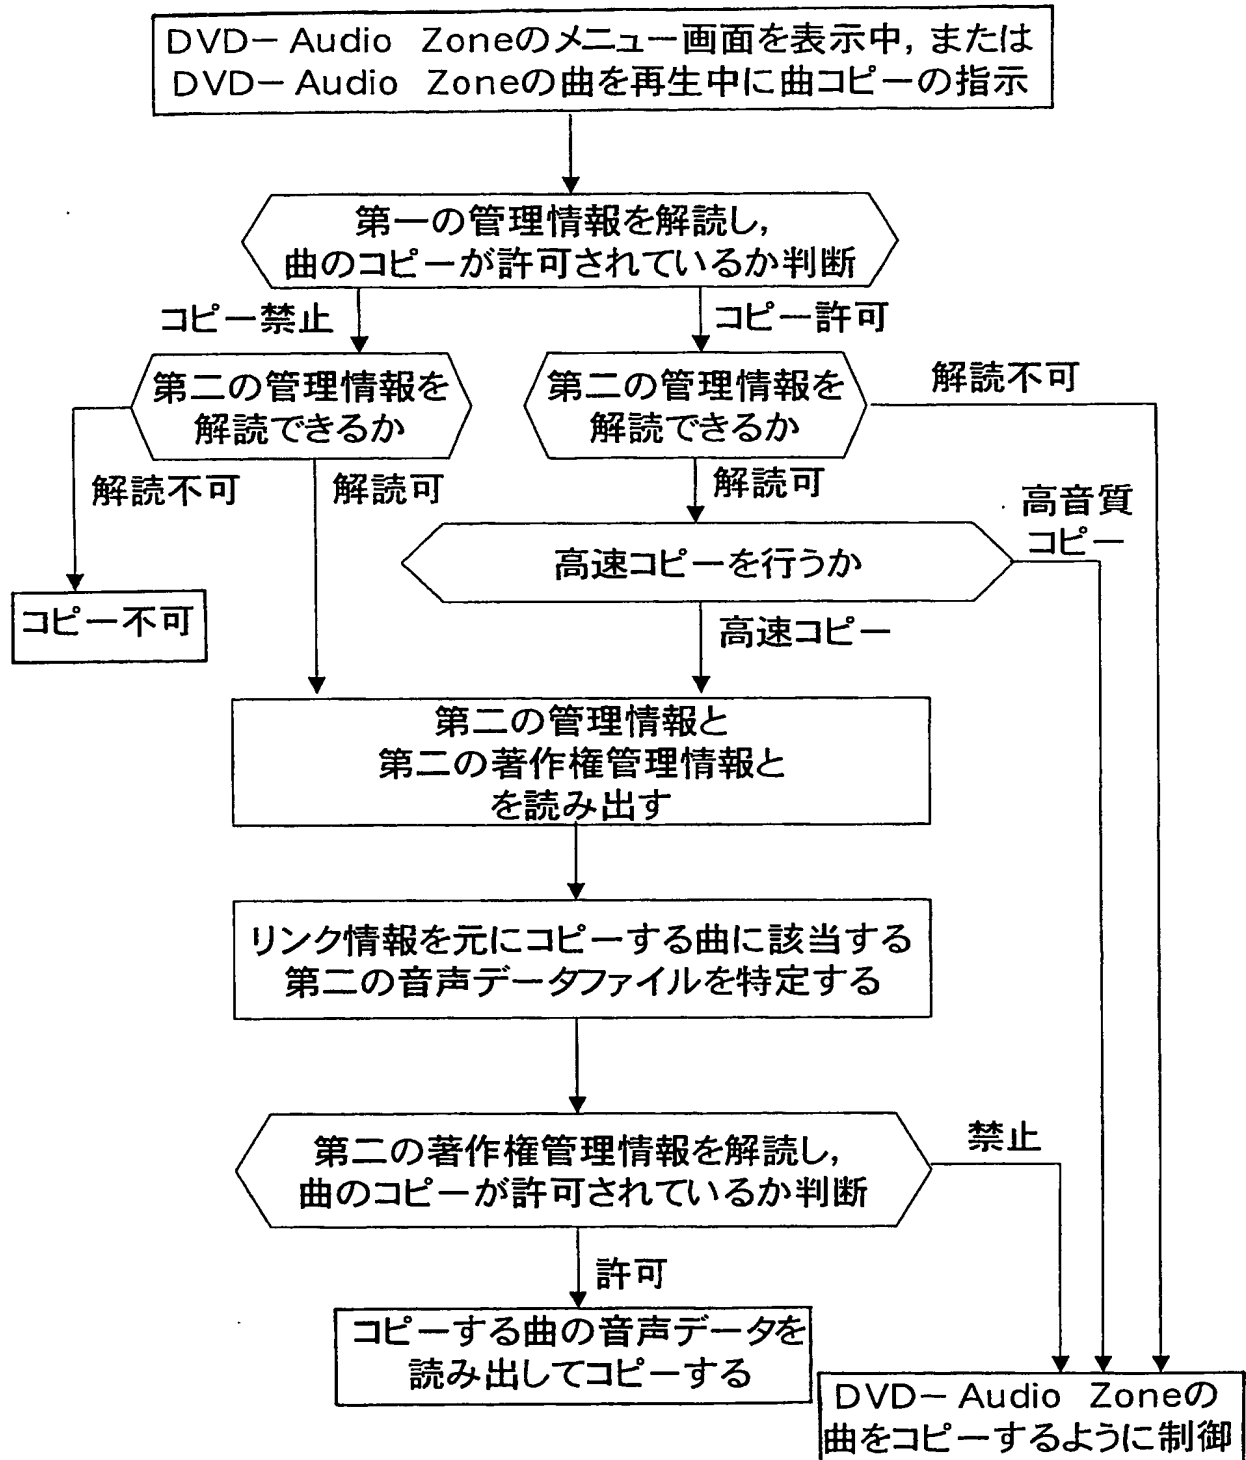 DVD-Audio Zoneのメニュー画面を表示中,または
DVD-Audio Zoneの曲を再生中に曲コピーの指示
第一の管理情報を解読し,
曲のコピーが許可されているか判断
コピー禁止
コピー許可
第二の管理情報を
解読できるか
第二の管理情報を
解読できるか
解読不可
解読不可
解読可
解読可
高音質
コピー
高速コピーを行うか
コピー不可
高速コピー
第二の管理情報と
第二の著作権管理情報と
を読み出す
リンク情報を元にコピーする曲に該当する
第二の音声データファイルを特定する
第二の著作権管理情報を解読し,
曲のコピーが許可されているか判断
禁止
許可
コピーする曲の音声データを
読み出してコピーする
DVD-Audio Zoneの
曲をコピーするように制御